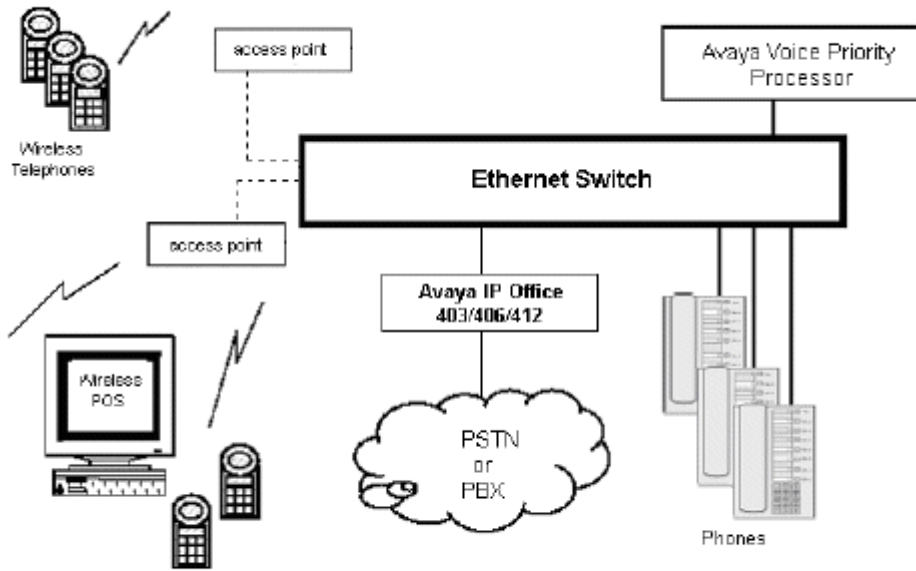 access point
Avaya Voice Priority
Processor
Wireless
Telephones
Ethernet Switch
access point
Avaya IP Office
403/406/412
Wireless
POS
PSTN
or
PBX
Phones